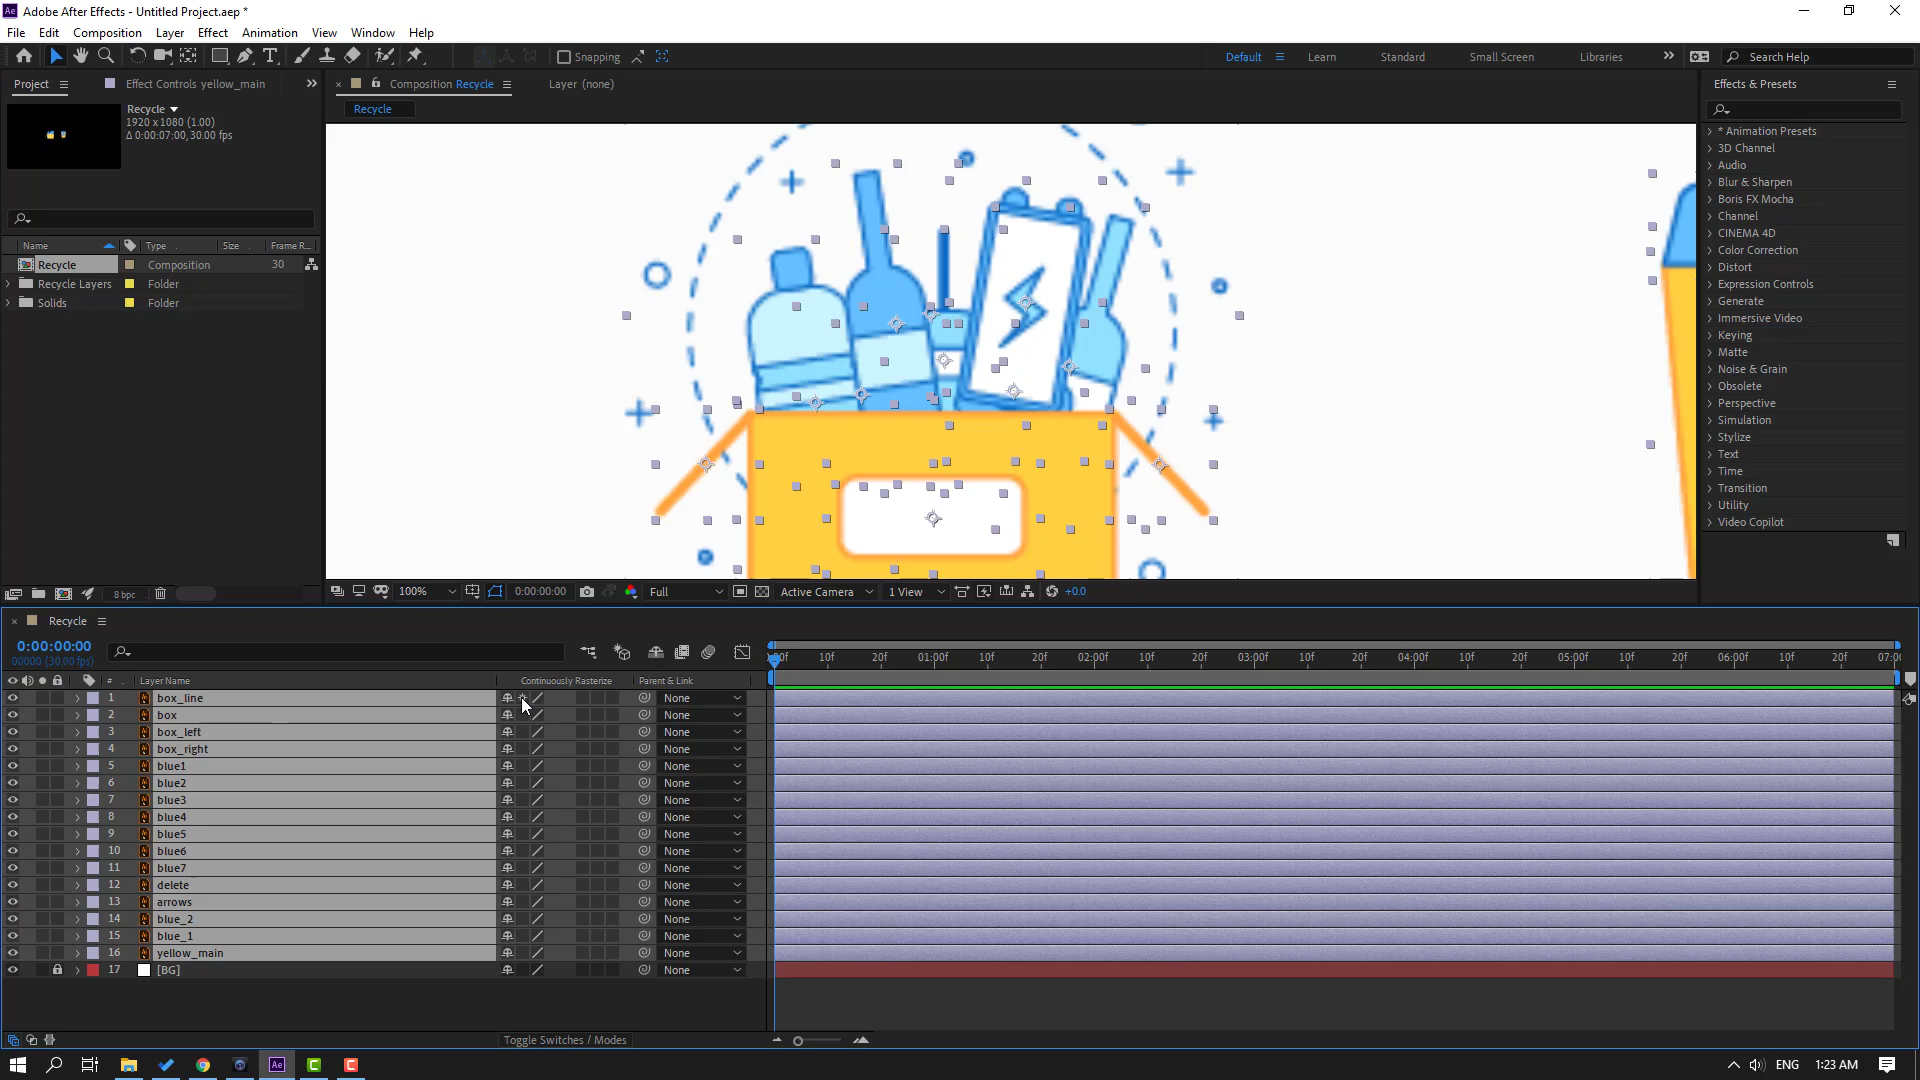 Adobe After Effects - Untitled Project.aep *
File Edit Composition Layer Effect Animation View Window Help
Snapping
Default Learn Standard Small Screen Libraries
Search Help
Project
Effect Controls yellow_main
Composition Recycle
Layer (none)
Effects & Presets
Recycle
1920 x 1080 (1.00)
Δ 0:00:07:00, 30.00 fps
Recycle
Name Type Size Frame R...
Recycle Composition 30
Recycle Layers Folder
Solids Folder
* Animation Presets
3D Channel
Audio
Blur & Sharpen
Boris FX Mocha
Channel
CINEMA 4D
Color Correction
Distort
Expression Controls
Generate
Immersive Video
Keying
Matte
Noise & Grain
Obsolete
Perspective
Simulation
Stylize
Text
Time
Transition
Utility
Video Copilot
8 bpc
100% 0:00:00:00 Full Active Camera 1 View +0.0
Recycle
0:00:00:00
00000 (30.00 fps)
:00f 10f 20f 01:00f 10f 20f 02:00f 10f 20f 03:00f 10f 20f 04:00f 10f 20f 05:00f 10f 20f 06:00f 10f 20f 07:00
# Layer Name Continuously Rasterize Parent & Link
1 box_line None
2 box None
3 box_left None
4 box_right None
5 blue1 None
6 blue2 None
7 blue3 None
8 blue4 None
9 blue5 None
10 blue6 None
11 blue7 None
12 delete None
13 arrows None
14 blue_2 None
15 blue_1 None
16 yellow_main None
17 [BG] None
Toggle Switches / Modes
ENG 1:23 AM